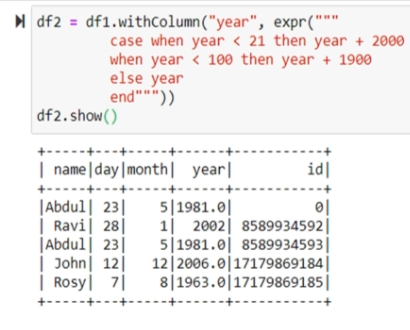 df2 = df1.withColumn("year", expr("""
case when year < 21 then year + 2000
when year < 100 then year + 1900
else year
end"""))
df2.show()
+-----+---+-----+------+-----------+
| name|day|month| year| id|
+-----+---+-----+------+-----------+
|Abdul| 23| 5|1981.0| 0|
| Ravi| 28| 1| 2002| 8589934592|
|Abdul| 23| 5|1981.0| 8589934593|
| John| 12| 12|2006.0|17179869184|
| Rosy| 7| 8|1963.0|17179869185|
+-----+---+-----+------+-----------+